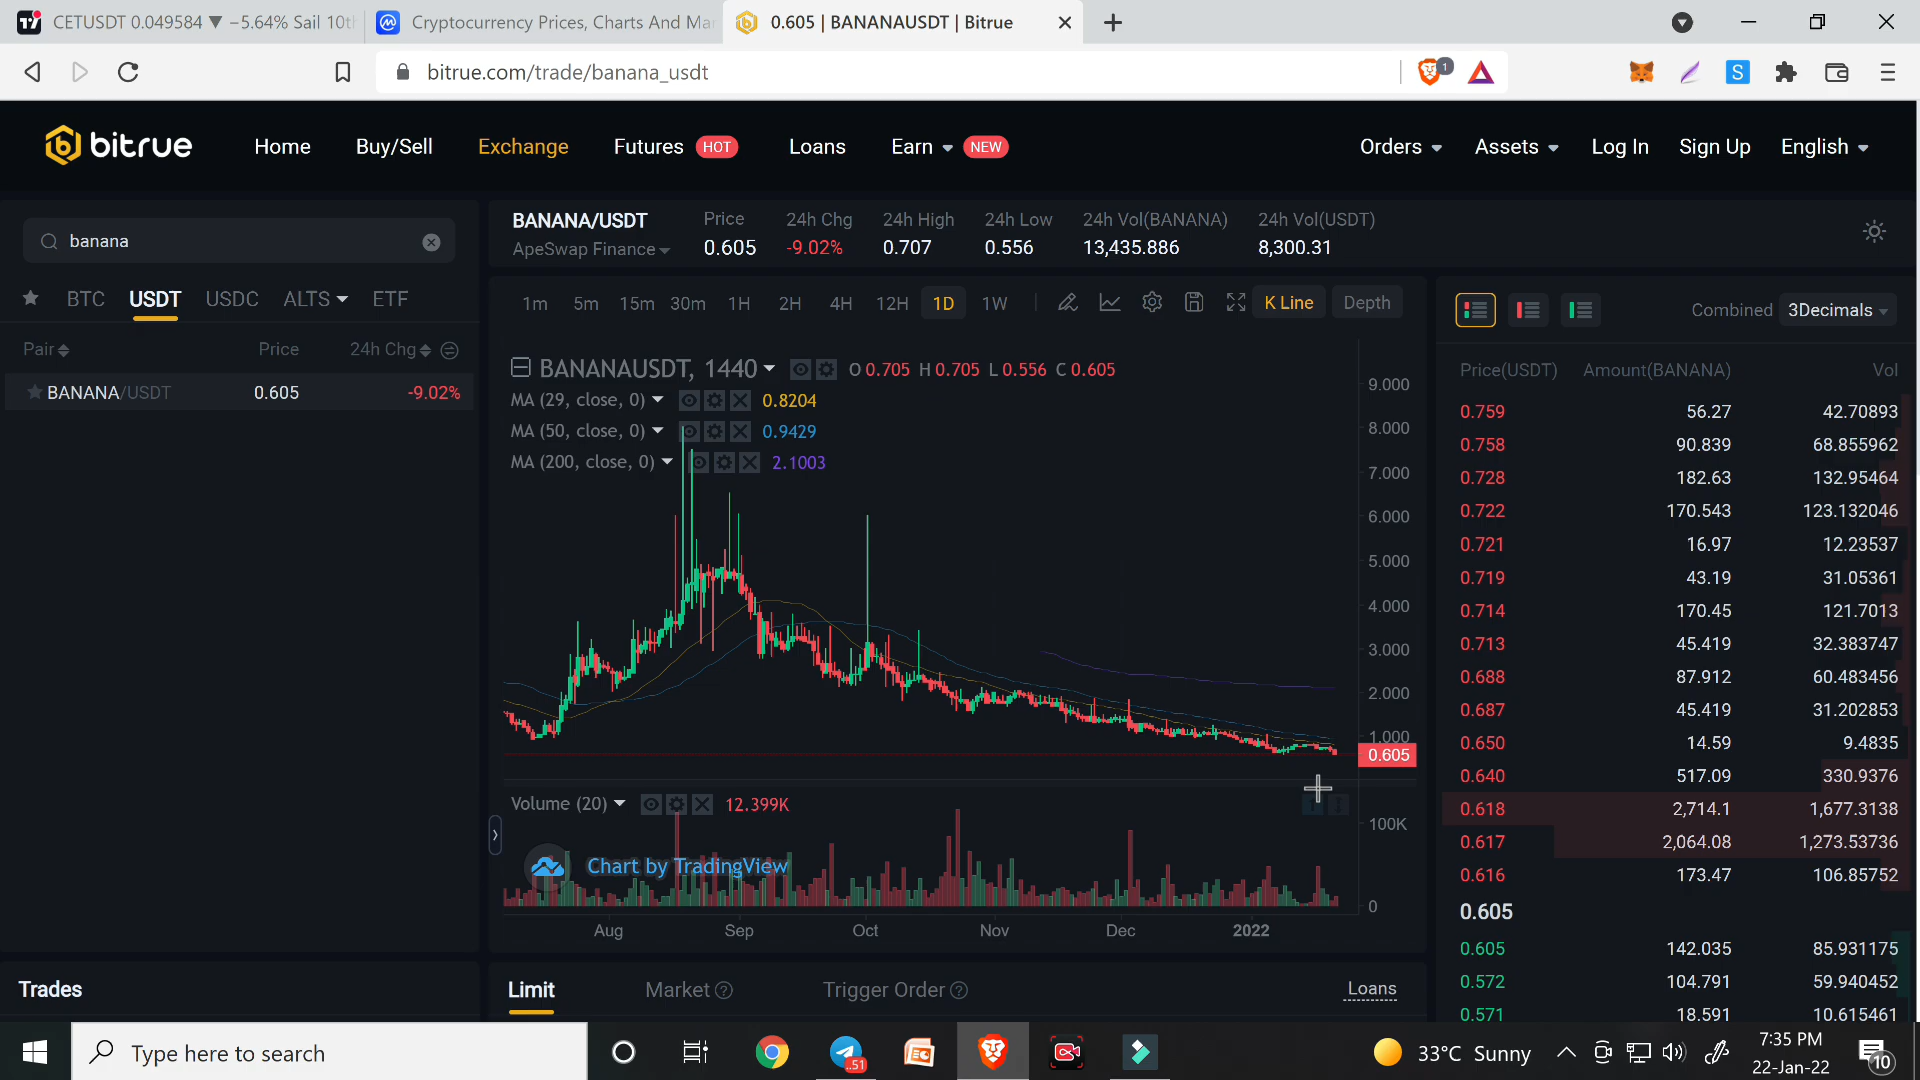 CETUSDT 0.049584 ▼ −5.64% Sail 10th
Cryptocurrency Prices, Charts And Mar
0.605 | BANANAUSDT | Bitrue
bitrue.com/trade/banana_usdt
1
S
bitrue
Home Buy/Sell Exchange Futures HOT Loans Earn NEW
Orders Assets Log In Sign Up English
banana
BTC USDT USDC ALTS ETF
Pair Price 24h Chg
BANANA/USDT 0.605 -9.02%
Trades
BANANA/USDT Price 24h Chg 24h High 24h Low 24h Vol(BANANA) 24h Vol(USDT)
ApeSwap Finance 0.605 -9.02% 0.707 0.556 13,435.886 8,300.31
1m 5m 15m 30m 1H 2H 4H 12H 1D 1W K Line Depth
BANANAUSDT, 1440 O 0.705 H 0.705 L 0.556 C 0.605
MA (29, close, 0) 0.8204
MA (50, close, 0) 0.9429
MA (200, close, 0) 2.1003
9.000
8.000
7.000
6.000
5.000
4.000
3.000
2.000
1.000
0.605
Volume (20) 12.399K
100K
Chart by TradingView
0
Aug Sep Oct Nov Dec 2022
Limit Market Trigger Order Loans
Combined 3Decimals
Price(USDT) Amount(BANANA) Vol
0.759 56.27 42.70893
0.758 90.839 68.855962
0.728 182.63 132.95464
0.722 170.543 123.132046
0.721 16.97 12.23537
0.719 43.19 31.05361
0.714 170.45 121.7013
0.713 45.419 32.383747
0.688 87.912 60.483456
0.687 45.419 31.202853
0.650 14.59 9.4835
0.640 517.09 330.9376
0.618 2,714.1 1,677.3138
0.617 2,064.08 1,273.53736
0.616 173.47 106.85752
0.605
0.605 142.035 85.931175
0.572 104.791 59.940452
0.571 18.591 10.615461
Type here to search
51
33°C Sunny
7:35 PM
22-Jan-22
10